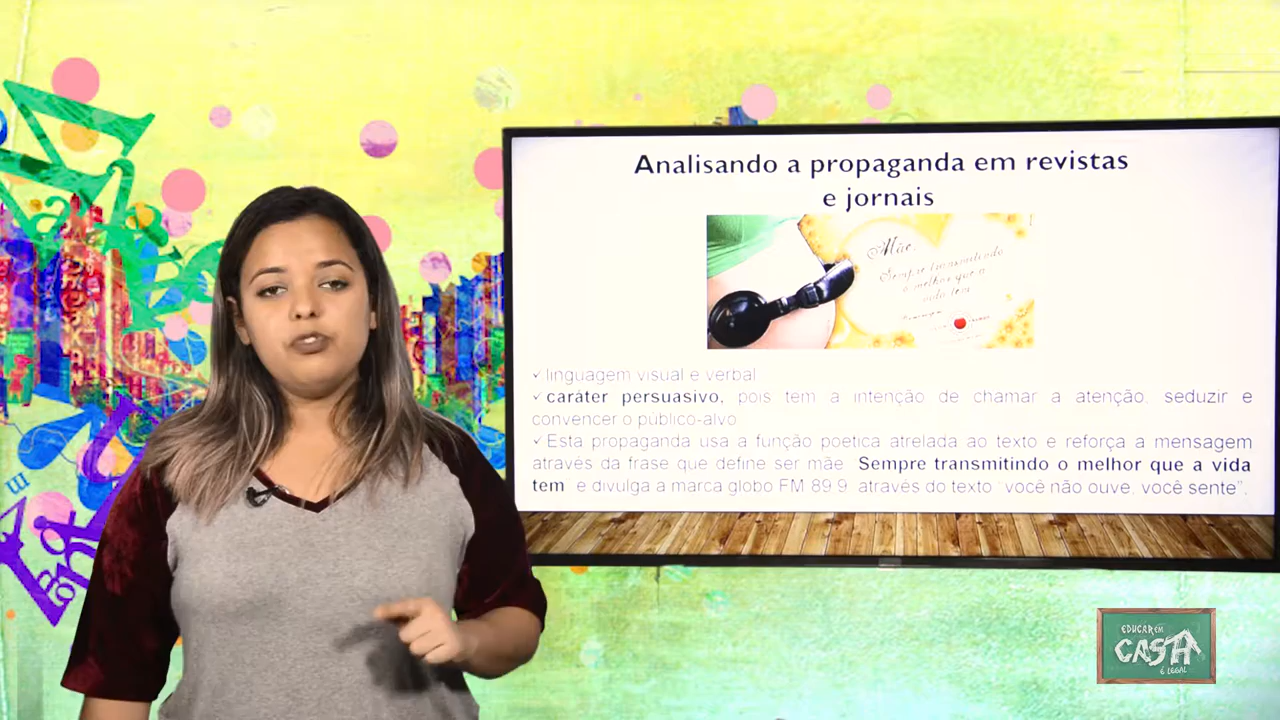 Analisando a propaganda em revistas
e jornais
Mãe,
Sempre transmitindo
o melhor que a
vida tem.
✓linguagem visual e verbal
✓caráter persuasivo, pois tem a intenção de chamar a atenção, seduzir e
convencer o público-alvo
✓Esta propaganda usa a função poética atrelada ao texto e reforça a mensagem
através da frase que define ser mãe Sempre transmitindo o melhor que a vida
tem e divulga a marca globo FM 89.9 através do texto "você não ouve, você sente".
EDUCAR EM
CASA
É LEGAL